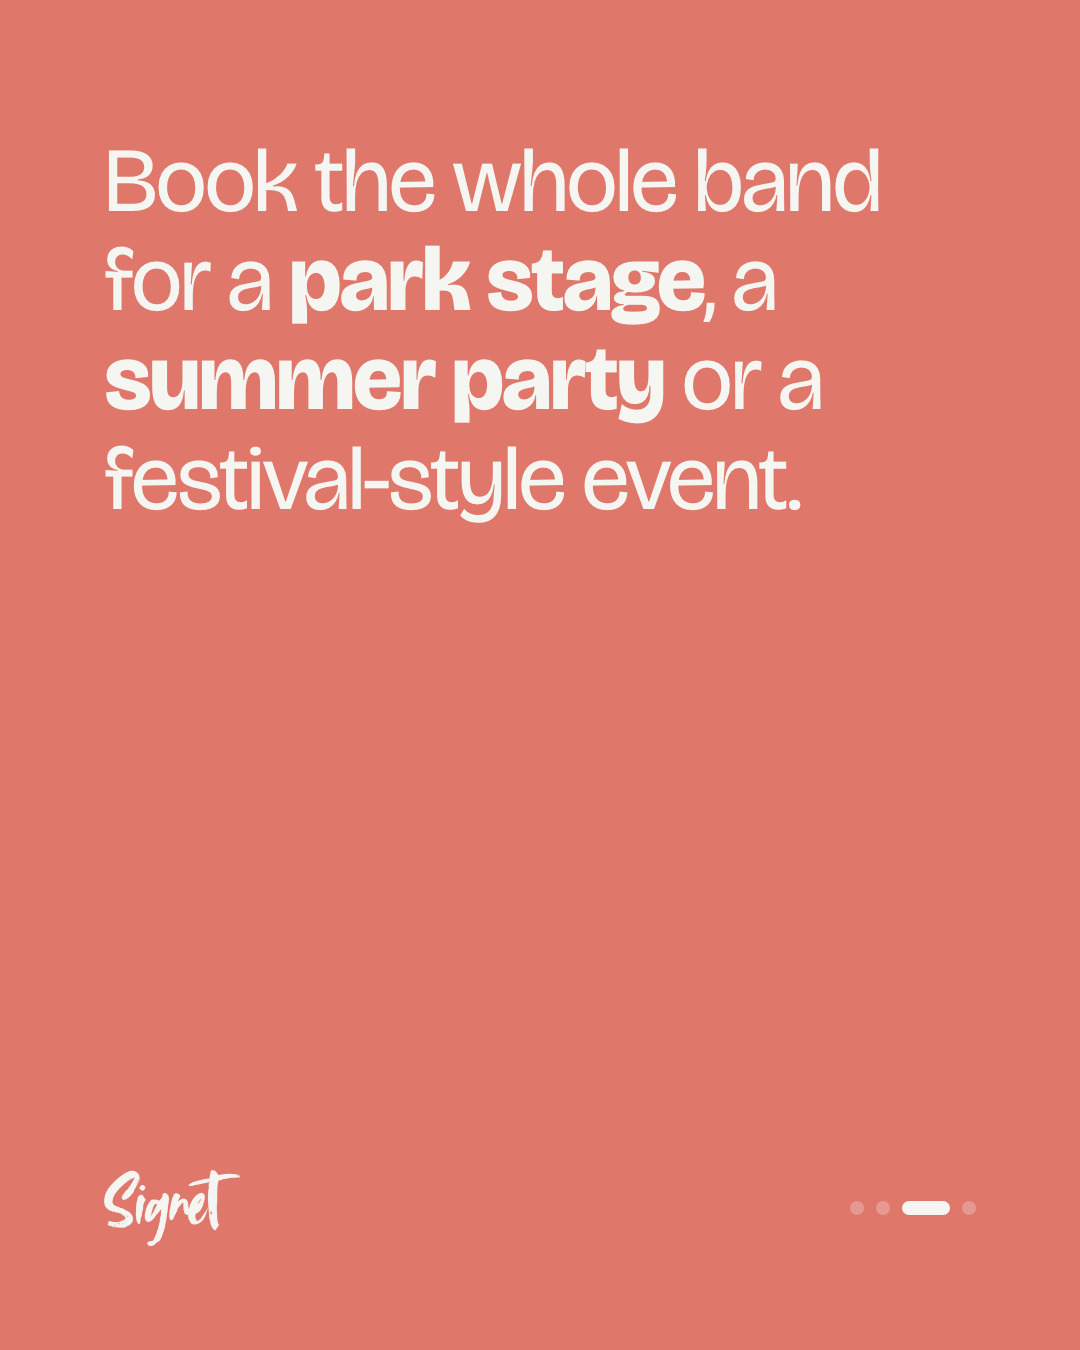 Book the whole band
for a park stage, a
summer party or a
festival-style event.
Signet